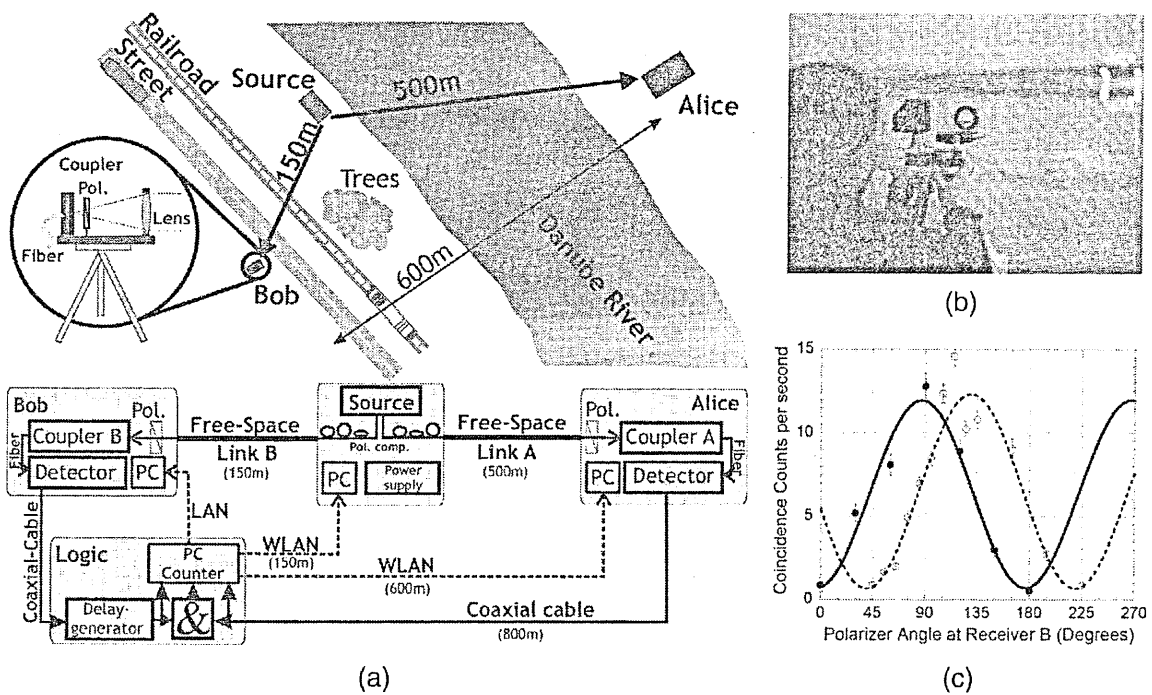 Railroad
Street
Source
500m
Alice
150m
Coupler
Pol.
Lens
Fiber
Trees
600m
Danube River
Bob
(b)
Bob
Pol.
Coupler B
Fiber
Detector
PC
Free-Space
Link B
(150m)
Source
Pol. comp.
PC
Power
supply
Free-Space
Link A
(500m)
Alice
Pol.
Coupler A
Fiber
PC
Detector
LAN
WLAN
(150m)
WLAN
(600m)
Coaxial-Cable
Logic
PC
Counter
Delay-
generator
&
Coaxial cable
(800m)
(a)
Coincidence Counts per second
15
10
5
0
0 45 90 135 180 225 270
Polarizer Angle at Receiver B (Degrees)
(c)